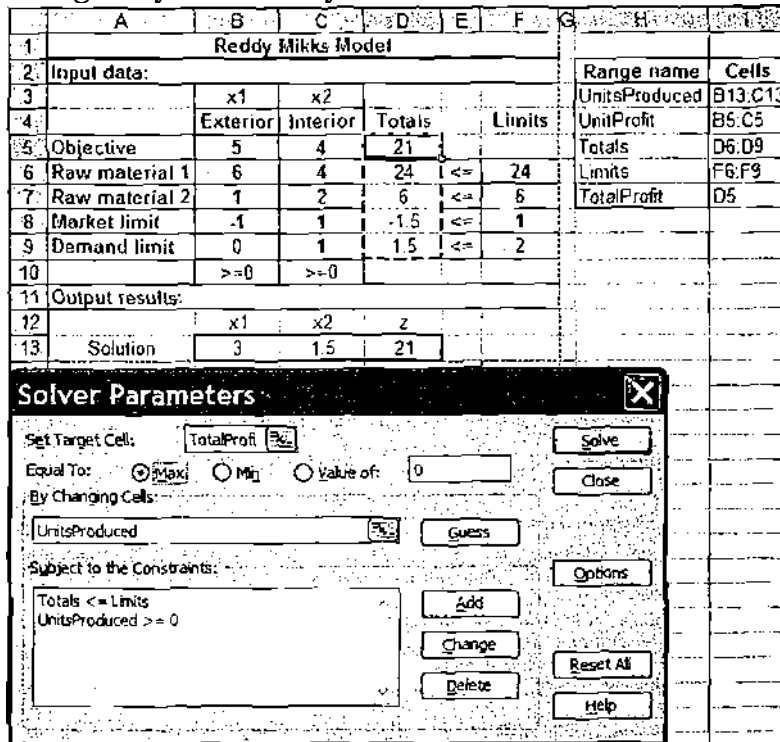 A B C D E F G H I
1 Reddy Mikks Model
2 Input data: Range name Cells
3 x1 x2 UnitsProduced B13:C13
4 Exterior Interior Totals Limits UnitProfit B5:C5
5 Objective 5 4 21 Totals D6:D9
6 Raw material 1 6 4 24 <= 24 Limits F6:F9
7 Raw material 2 1 2 6 <= 6 TotalProfit D5
8 Market limit -1 1 -1.5 <= 1
9 Demand limit 0 1 1.5 <= 2
10 >=0 >=0
11 Output results:
12 x1 x2 z
13 Solution 3 1.5 21
Solver Parameters
Set Target Cell: TotalProfi Solve
Equal To: Max Min Value of: 0 Close
By Changing Cells
UnitsProduced Guess
Subject to the Constraints: Options
Totals <= Limits Add
UnitsProduced >= 0
Change
Reset All
Delete
Help